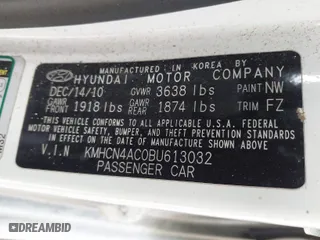 MANUFACTURED IN KOREA BY
HYUNDAI MOTOR COMPANY
DEC/14/10 GVWR 3638 lbs PAINT NW
GAWR FRONT 1918 lbs GAWR REAR 1874 lbs TRIM FZ
THIS VEHICLE CONFORMS TO ALL APPLICABLE U.S.A. FEDERAL MOTOR
VEHICLE SAFETY, BUMPER, AND THEFT PREVENTION STANDARDS
IN EFFECT ON THE DATE OF MANUFACTURE SHOWN ABOVE.
V.I.N KMHCN4AC0BU613032
PASSENGER CAR
DREAMBID